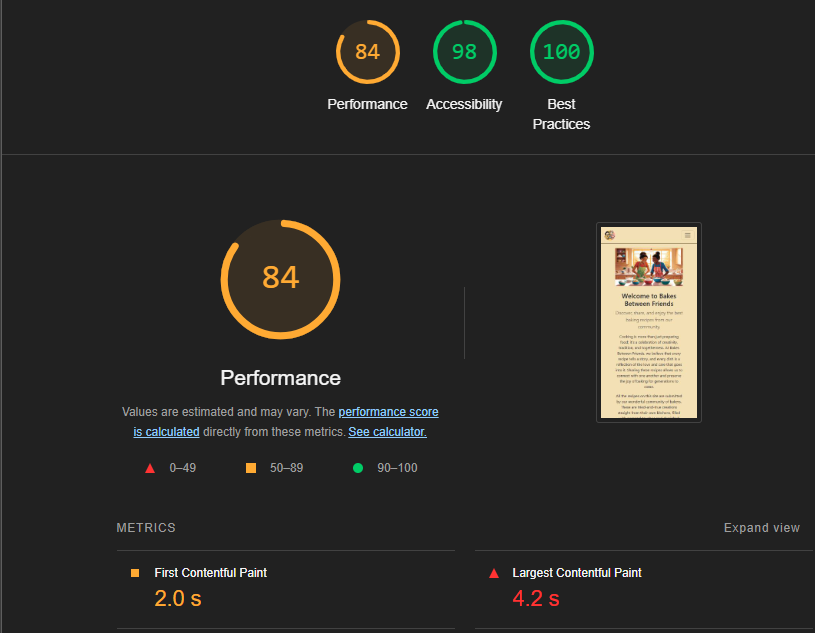 84
98
100
Performance
Accessibility
Best
Practices
84
Performance
Values are estimated and may vary. The performance score
is calculated directly from these metrics. See calculator.
0–49
50–89
90–100
Welcome to Bakes
Between Friends
Discover, share, and enjoy the best
baking recipes from our
community.
METRICS
Expand view
First Contentful Paint
2.0 s
Largest Contentful Paint
4.2 s